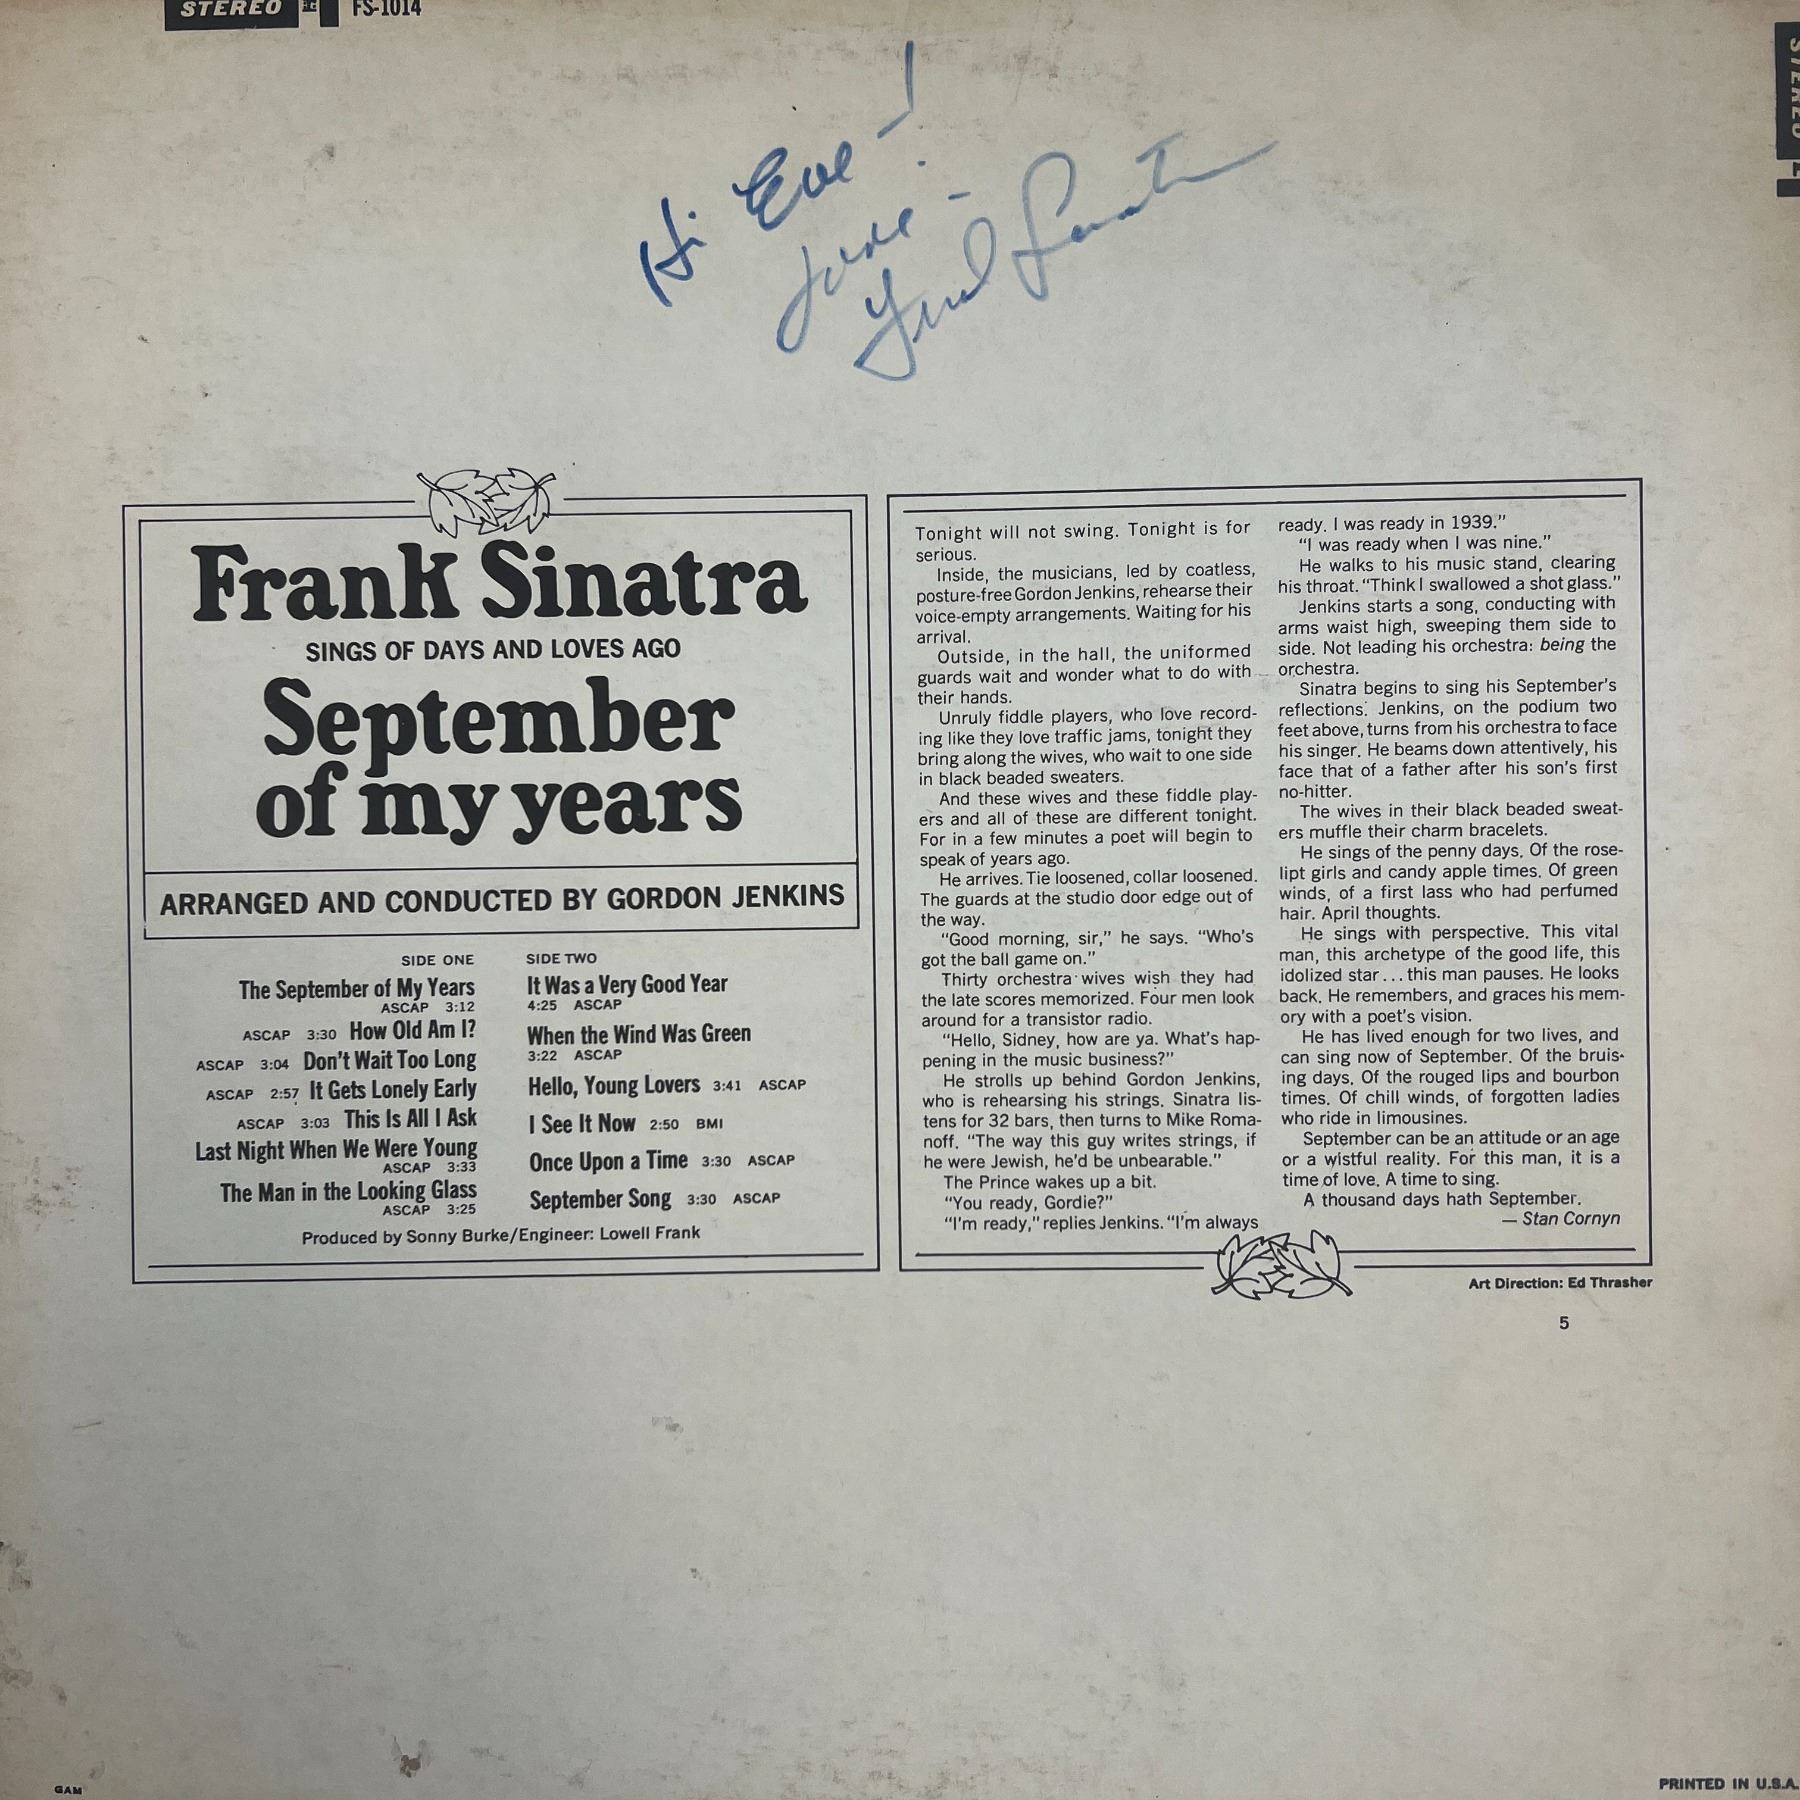 STEREO FS-1014
STEREO
Hi Eve - !
Love -
Frank Sinatra
Frank Sinatra
SINGS OF DAYS AND LOVES AGO
September
of my years
ARRANGED AND CONDUCTED BY GORDON JENKINS
SIDE ONE
The September of My Years
ASCAP 3:12
ASCAP 3:30 How Old Am I?
ASCAP 3:04 Don't Wait Too Long
ASCAP 2:57 It Gets Lonely Early
ASCAP 3:03 This Is All I Ask
Last Night When We Were Young
ASCAP 3:33
The Man in the Looking Glass
ASCAP 3:25
SIDE TWO
It Was a Very Good Year
4:25 ASCAP
When the Wind Was Green
3:22 ASCAP
Hello, Young Lovers 3:41 ASCAP
I See It Now 2:50 BMI
Once Upon a Time 3:30 ASCAP
September Song 3:30 ASCAP
Produced by Sonny Burke/Engineer: Lowell Frank
Tonight will not swing. Tonight is for
serious.
Inside, the musicians, led by coatless,
posture-free Gordon Jenkins, rehearse their
voice-empty arrangements. Waiting for his
arrival.
Outside, in the hall, the uniformed
guards wait and wonder what to do with
their hands.
Unruly fiddle players, who love record-
ing like they love traffic jams, tonight they
bring along the wives, who wait to one side
in black beaded sweaters.
And these wives and these fiddle play-
ers and all of these are different tonight.
For in a few minutes a poet will begin to
speak of years ago.
He arrives. Tie loosened, collar loosened.
The guards at the studio door edge out of
the way.
"Good morning, sir," he says. "Who's
got the ball game on."
Thirty orchestra wives wish they had
the late scores memorized. Four men look
around for a transistor radio.
"Hello, Sidney, how are ya. What's hap-
pening in the music business?"
He strolls up behind Gordon Jenkins,
who is rehearsing his strings. Sinatra lis-
tens for 32 bars, then turns to Mike Roma-
noff. "The way this guy writes strings, if
he were Jewish, he'd be unbearable."
The Prince wakes up a bit.
"You ready, Gordie?"
"I'm ready," replies Jenkins. "I'm always
ready. I was ready in 1939."
"I was ready when I was nine."
He walks to his music stand, clearing
his throat. "Think I swallowed a shot glass."
Jenkins starts a song, conducting with
arms waist high, sweeping them side to
side. Not leading his orchestra: being the
orchestra.
Sinatra begins to sing his September's
reflections. Jenkins, on the podium two
feet above, turns from his orchestra to face
his singer. He beams down attentively, his
face that of a father after his son's first
no-hitter.
The wives in their black beaded sweat-
ers muffle their charm bracelets.
He sings of the penny days. Of the rose-
lipt girls and candy apple times. Of green
winds, of a first lass who had perfumed
hair. April thoughts.
He sings with perspective. This vital
man, this archetype of the good life, this
idolized star... this man pauses. He looks
back. He remembers, and graces his mem-
ory with a poet's vision.
He has lived enough for two lives, and
can sing now of September. Of the bruis-
ing days. Of the rouged lips and bourbon
times. Of chill winds, of forgotten ladies
who ride in limousines.
September can be an attitude or an age
or a wistful reality. For this man, it is a
time of love. A time to sing.
A thousand days hath September.
— Stan Cornyn
Art Direction: Ed Thrasher
5
GAM
PRINTED IN U.S.A.